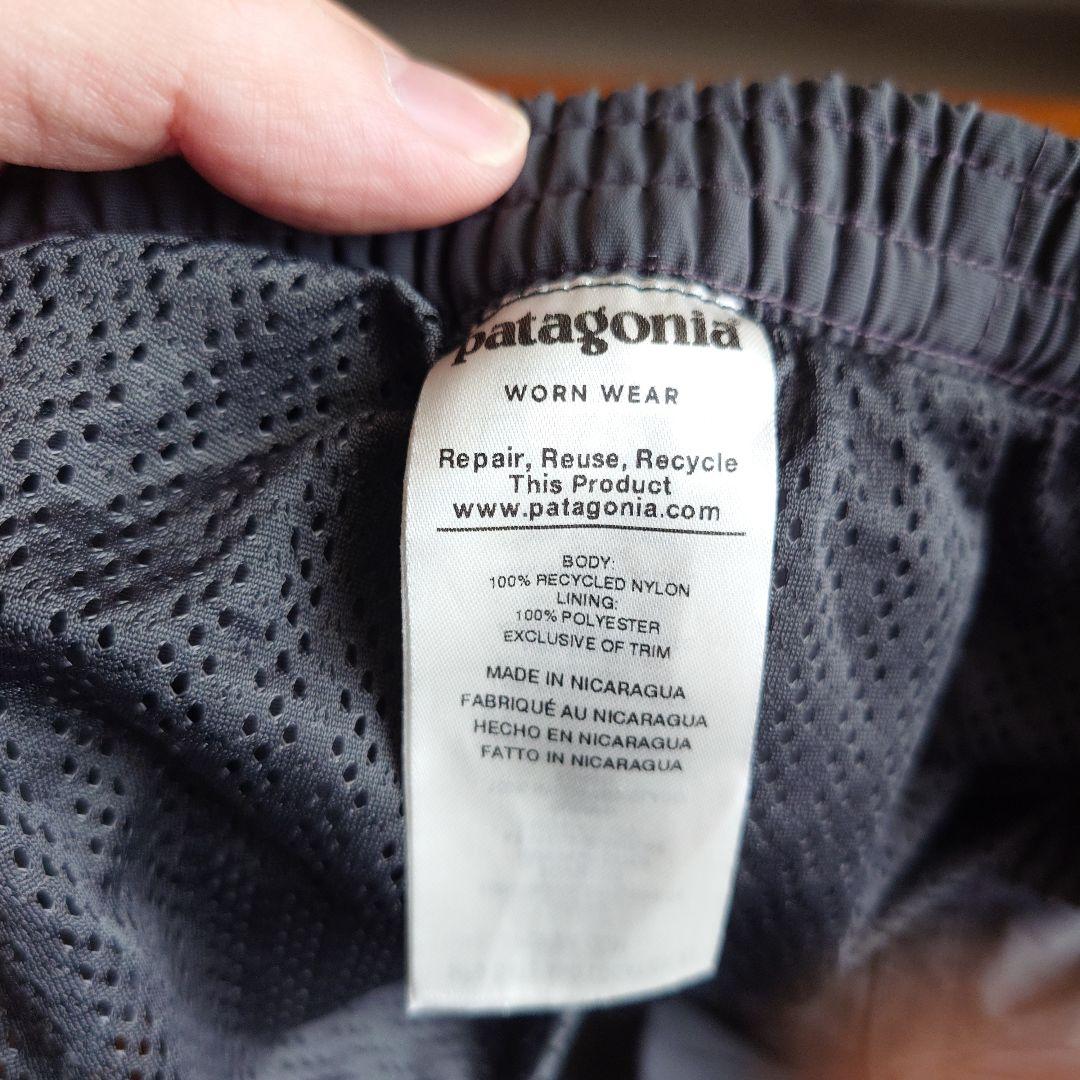 patagonia
WORN WEAR
Repair, Reuse, Recycle
This Product
www.patagonia.com
BODY:
100% RECYCLED NYLON
LINING:
100% POLYESTER
EXCLUSIVE OF TRIM
MADE IN NICARAGUA
FABRIQUÉ AU NICARAGUA
HECHO EN NICARAGUA
FATTO IN NICARAGUA